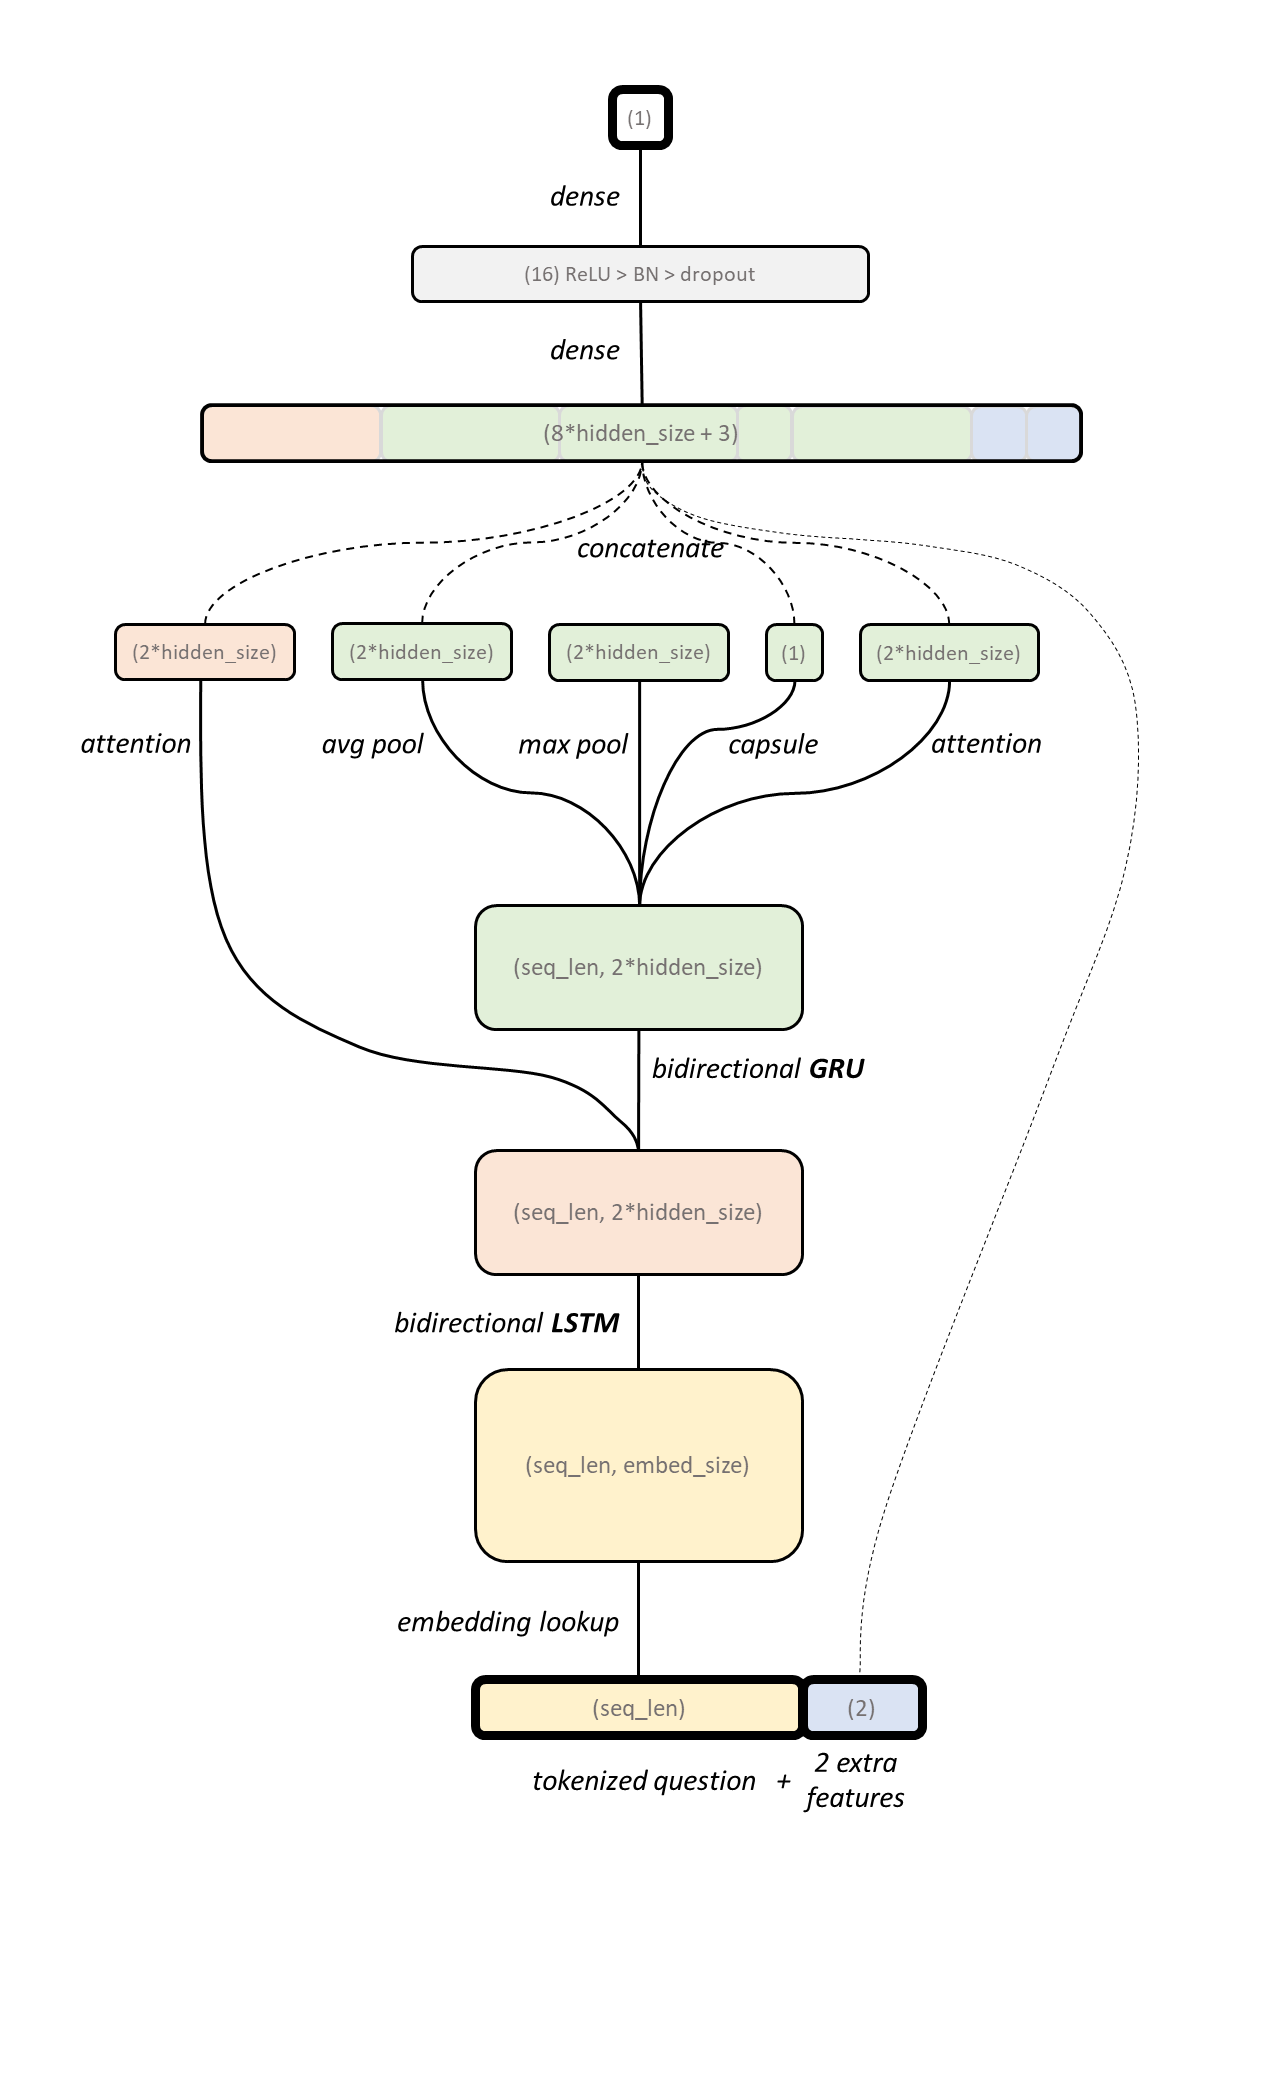 (1)
dense
(16) ReLU > BN > dropout
dense
(8*hidden_size + 3)
concatenate
(2*hidden_size)
(2*hidden_size)
(2*hidden_size)
(1)
(2*hidden_size)
attention
avg pool
max pool
capsule
attention
(seq_len, 2*hidden_size)
bidirectional GRU
(seq_len, 2*hidden_size)
bidirectional LSTM
(seq_len, embed_size)
embedding lookup
(seq_len)
(2)
tokenized question + 2 extra
features